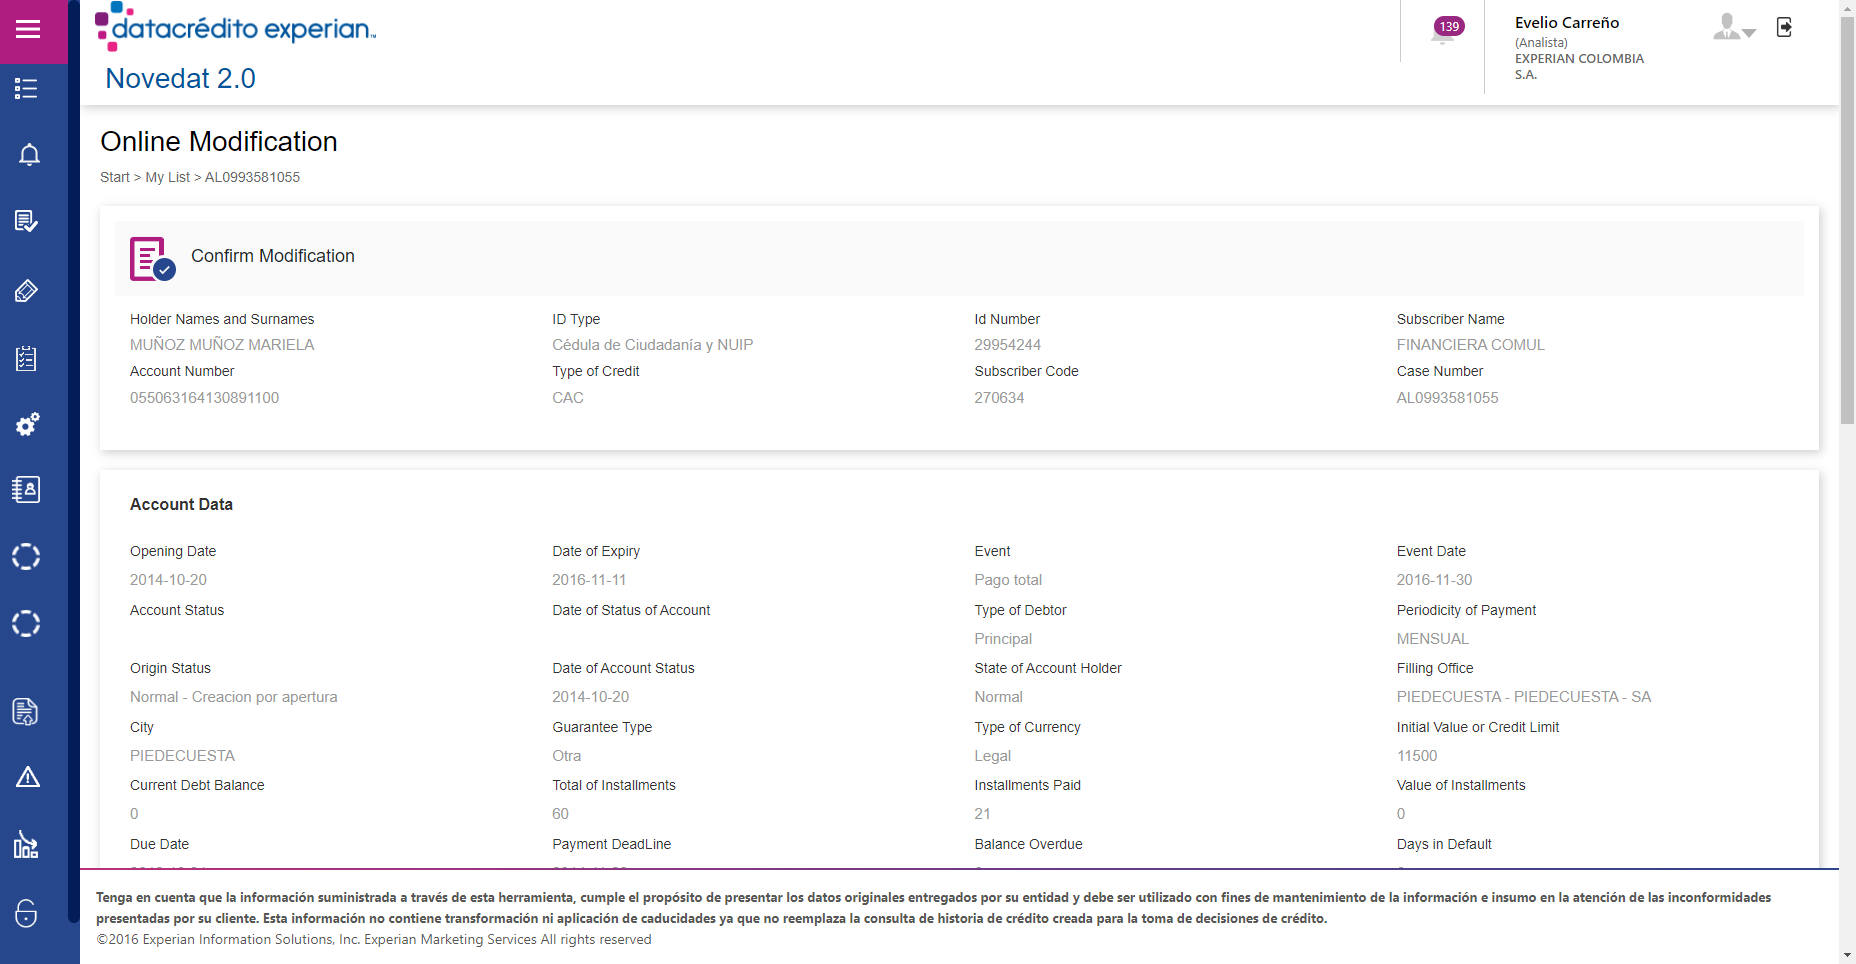 datacrédito experian
Novedat 2.0
139
Evelio Carreño
(Analista)
EXPERIAN COLOMBIA
S.A.
Online Modification
Start > My List > AL0993581055
Confirm Modification
Holder Names and Surnames ID Type Id Number Subscriber Name
MUÑOZ MUÑOZ MARIELA Cédula de Ciudadanía y NUIP 29954244 FINANCIERA COMUL
Account Number Type of Credit Subscriber Code Case Number
055063164130891100 CAC 270634 AL0993581055
Account Data
Opening Date Date of Expiry Event Event Date
2014-10-20 2016-11-11 Pago total 2016-11-30
Account Status Date of Status of Account Type of Debtor Periodicity of Payment
Principal MENSUAL
Origin Status Date of Account Status State of Account Holder Filling Office
Normal - Creacion por apertura 2014-10-20 Normal PIEDECUESTA - PIEDECUESTA - SA
City Guarantee Type Type of Currency Initial Value or Credit Limit
PIEDECUESTA Otra Legal 11500
Current Debt Balance Total of Installments Installments Paid Value of Installments
0 60 21 0
Due Date Payment DeadLine Balance Overdue Days in Default
Tenga en cuenta que la información suministrada a través de esta herramienta, cumple el propósito de presentar los datos originales entregados por su entidad y debe ser utilizado con fines de mantenimiento de la información e insumo en la atención de las inconformidades
presentadas por su cliente. Esta información no contiene transformación ni aplicación de caducidades ya que no reemplaza la consulta de historia de crédito creada para la toma de decisiones de crédito.
©2016 Experian Information Solutions, Inc. Experian Marketing Services All rights reserved